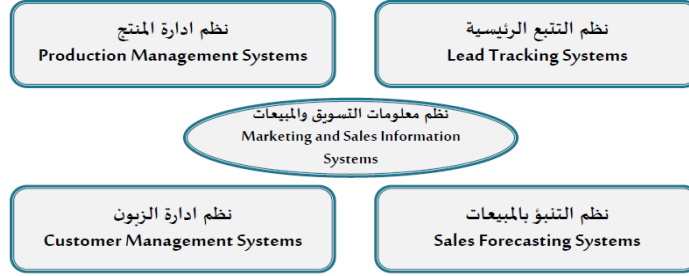 نظم ادارة المنتج
Production Management Systems
نظم التتبع الرئيسية
Lead Tracking Systems
نظم معلومات التسويق والمبيعات
Marketing and Sales Information
Systems
نظم ادارة الزبون
Customer Management Systems
نظم التنبؤ بالمبيعات
Sales Forecasting Systems